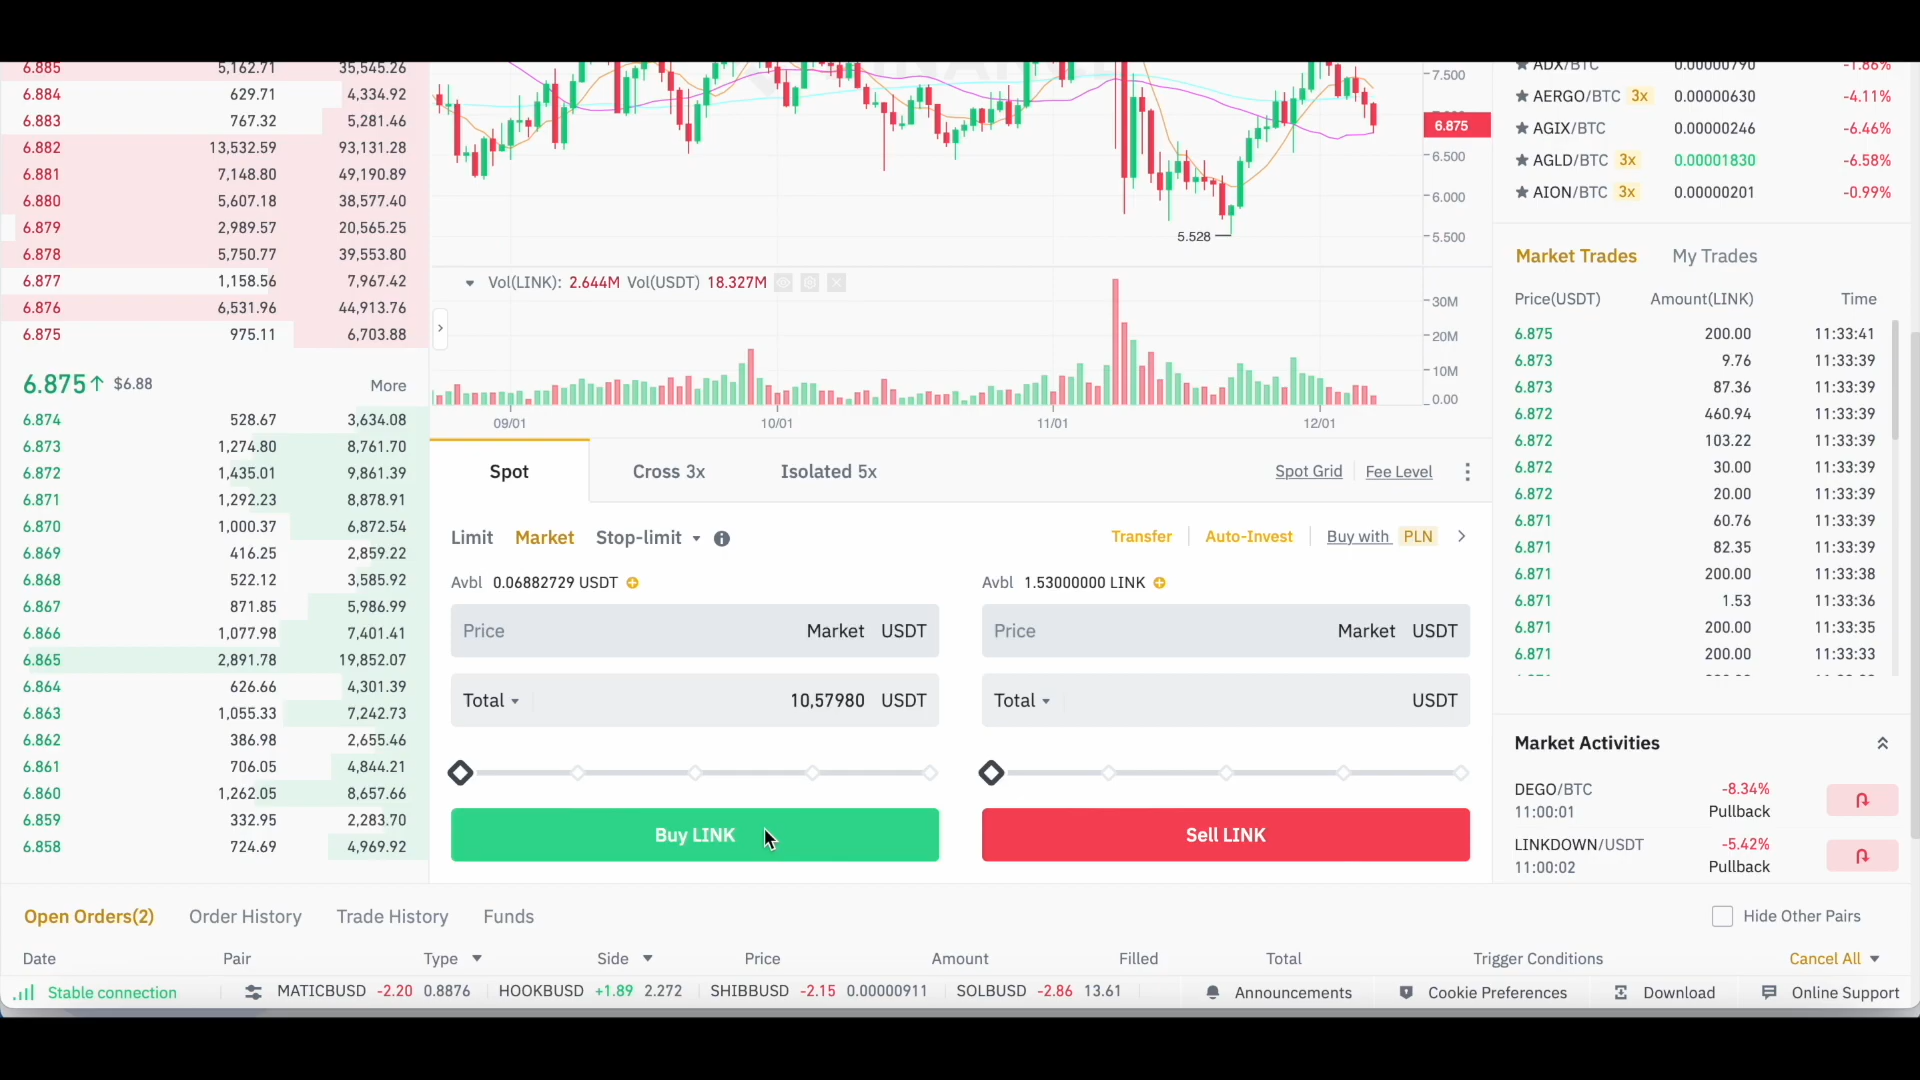 6.885 5,162.71 35,545.26
6.884 629.71 4,334.92
6.883 767.32 5,281.46
6.882 13,532.59 93,131.28
6.881 7,148.80 49,190.89
6.880 5,607.18 38,577.40
6.879 2,989.57 20,565.25
6.878 5,750.77 39,553.80
6.877 1,158.56 7,967.42
6.876 6,531.96 44,913.76
6.875 975.11 6,703.88
6.875↑ $6.88 More
6.874 528.67 3,634.08
6.873 1,274.80 8,761.70
6.872 1,435.01 9,861.39
6.871 1,292.23 8,878.91
6.870 1,000.37 6,872.54
6.869 416.25 2,859.22
6.868 522.12 3,585.92
6.867 871.85 5,986.99
6.866 1,077.98 7,401.41
6.865 2,891.78 19,852.07
6.864 626.66 4,301.39
6.863 1,055.33 7,242.73
6.862 386.98 2,655.46
6.861 706.05 4,844.21
6.860 1,262.05 8,657.66
6.859 332.95 2,283.70
6.858 724.69 4,969.92
7.500
6.875
6.500
6.000
5.500
5.528
Vol(LINK): 2.644M Vol(USDT) 18.327M
30M
20M
10M
0.00
09/01 10/01 11/01 12/01
Spot Cross 3x Isolated 5x Spot Grid Fee Level
Limit Market Stop-limit Transfer Auto-Invest Buy with PLN
Avbl 0.06882729 USDT Avbl 1.53000000 LINK
Price Market USDT Price Market USDT
Total 10,57980 USDT Total USDT
Buy LINK Sell LINK
ADX/BTC 0.00000790 -1.86%
AERGO/BTC 3x 0.00000630 -4.11%
AGIX/BTC 0.00000246 -6.46%
AGLD/BTC 3x 0.00001830 -6.58%
AION/BTC 3x 0.00000201 -0.99%
Market Trades My Trades
Price(USDT) Amount(LINK) Time
6.875 200.00 11:33:41
6.873 9.76 11:33:39
6.873 87.36 11:33:39
6.872 460.94 11:33:39
6.872 103.22 11:33:39
6.872 30.00 11:33:39
6.872 20.00 11:33:39
6.871 60.76 11:33:39
6.871 82.35 11:33:39
6.871 200.00 11:33:38
6.871 1.53 11:33:36
6.871 200.00 11:33:35
6.871 200.00 11:33:33
Market Activities
DEGO/BTC -8.34%
11:00:01 Pullback
LINKDOWN/USDT -5.42%
11:00:02 Pullback
Open Orders(2) Order History Trade History Funds Hide Other Pairs
Date Pair Type Side Price Amount Filled Total Trigger Conditions Cancel All
Stable connection MATICBUSD -2.20 0.8876 HOOKBUSD +1.89 2.272 SHIBBUSD -2.15 0.00000911 SOLBUSD -2.86 13.61 Announcements Cookie Preferences Download Online Support